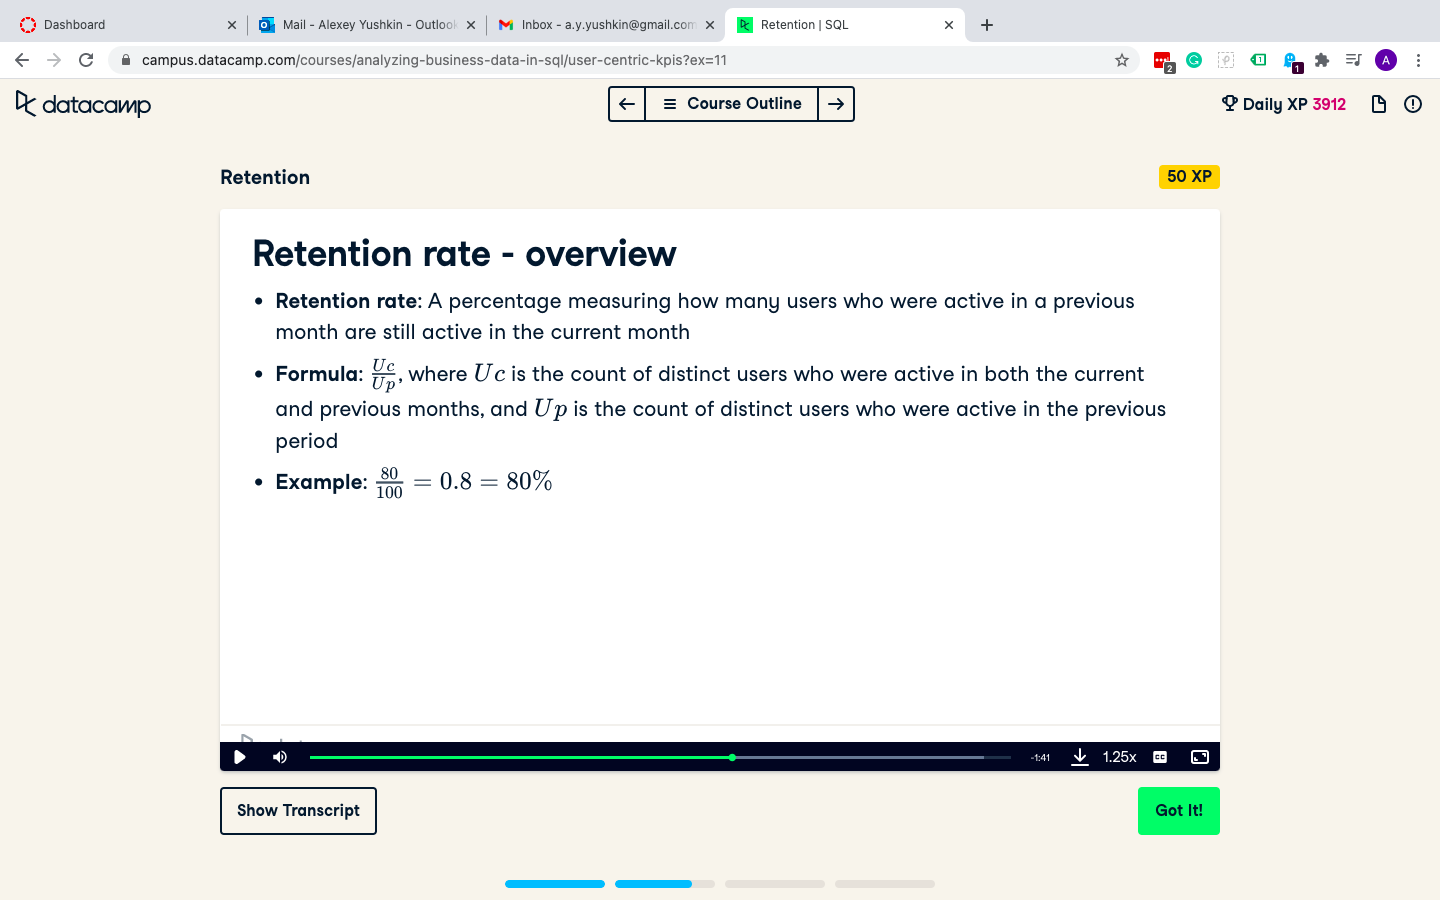 Dashboard
Mail - Alexey Yushkin - Outlook
Inbox - a.y.yushkin@gmail.com
Retention | SQL
campus.datacamp.com/courses/analyzing-business-data-in-sql/user-centric-kpis?ex=11
2
1
1
A
datacamp
Course Outline
Daily XP 3912
Retention
50 XP
Retention rate - overview
• Retention rate: A percentage measuring how many users who were active in a previous
month are still active in the current month
• Formula: Uc/Up, where Uc is the count of distinct users who were active in both the current
and previous months, and Up is the count of distinct users who were active in the previous
period
• Example: 80/100 = 0.8 = 80%
-1:41
1.25x
CC
Show Transcript
Got It!